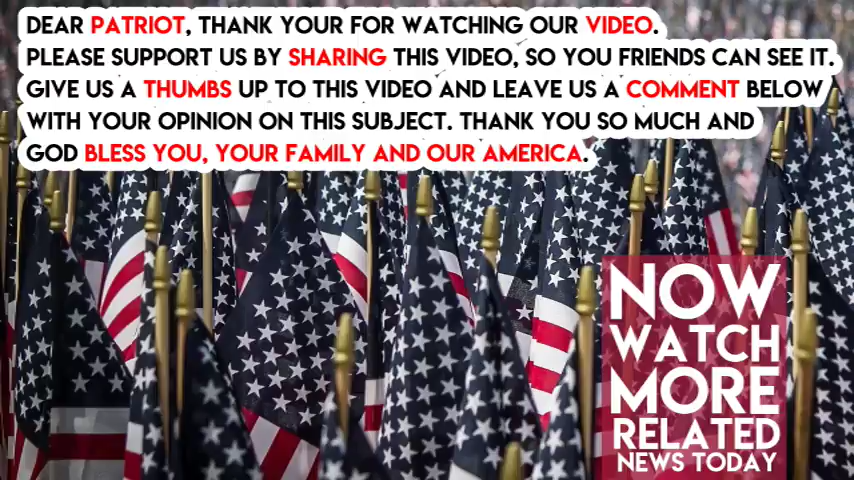 DEAR PATRIOT, THANK YOUR FOR WATCHING OUR VIDEO.
PLEASE SUPPORT US BY SHARING THIS VIDEO, SO YOU FRIENDS CAN SEE IT.
GIVE US A THUMBS UP TO THIS VIDEO AND LEAVE US A COMMENT BELOW
WITH YOUR OPINION ON THIS SUBJECT. THANK YOU SO MUCH AND
GOD BLESS YOU, YOUR FAMILY AND OUR AMERICA.
NOW
WATCH
MORE
RELATED
NEWS TODAY